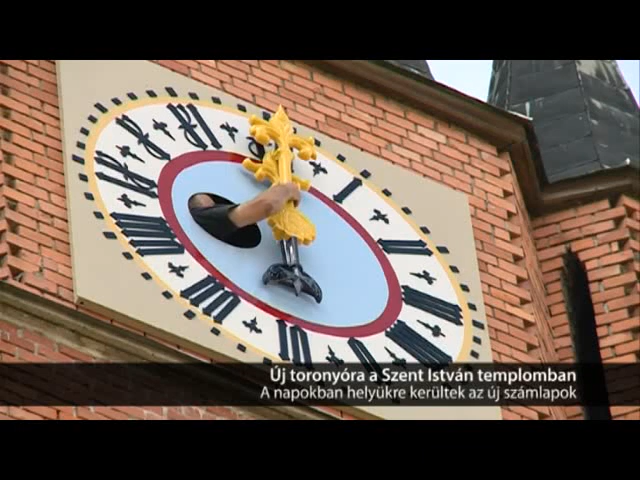 Új toronyóra a Szent István templomban
A napokban helyükre kerültek az új számlapok